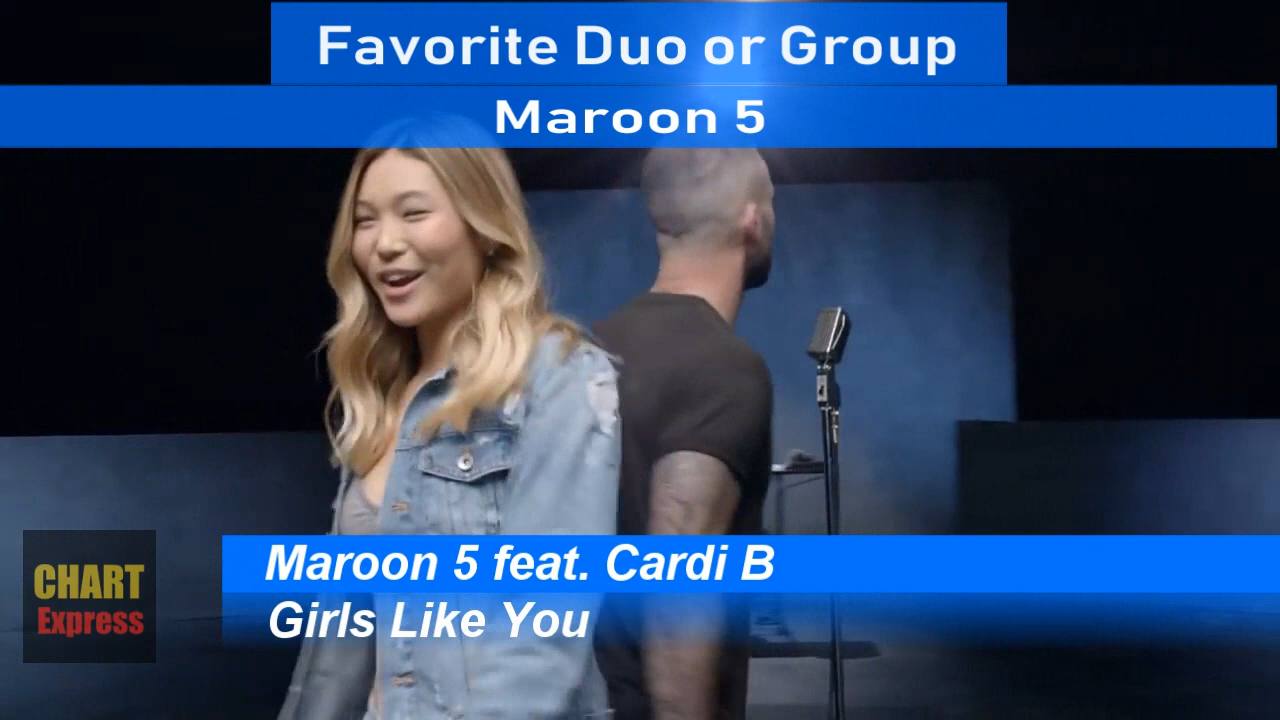 Favorite Duo or Group
Maroon 5
CHART
Express
Maroon 5 feat. Cardi B
Girls Like You